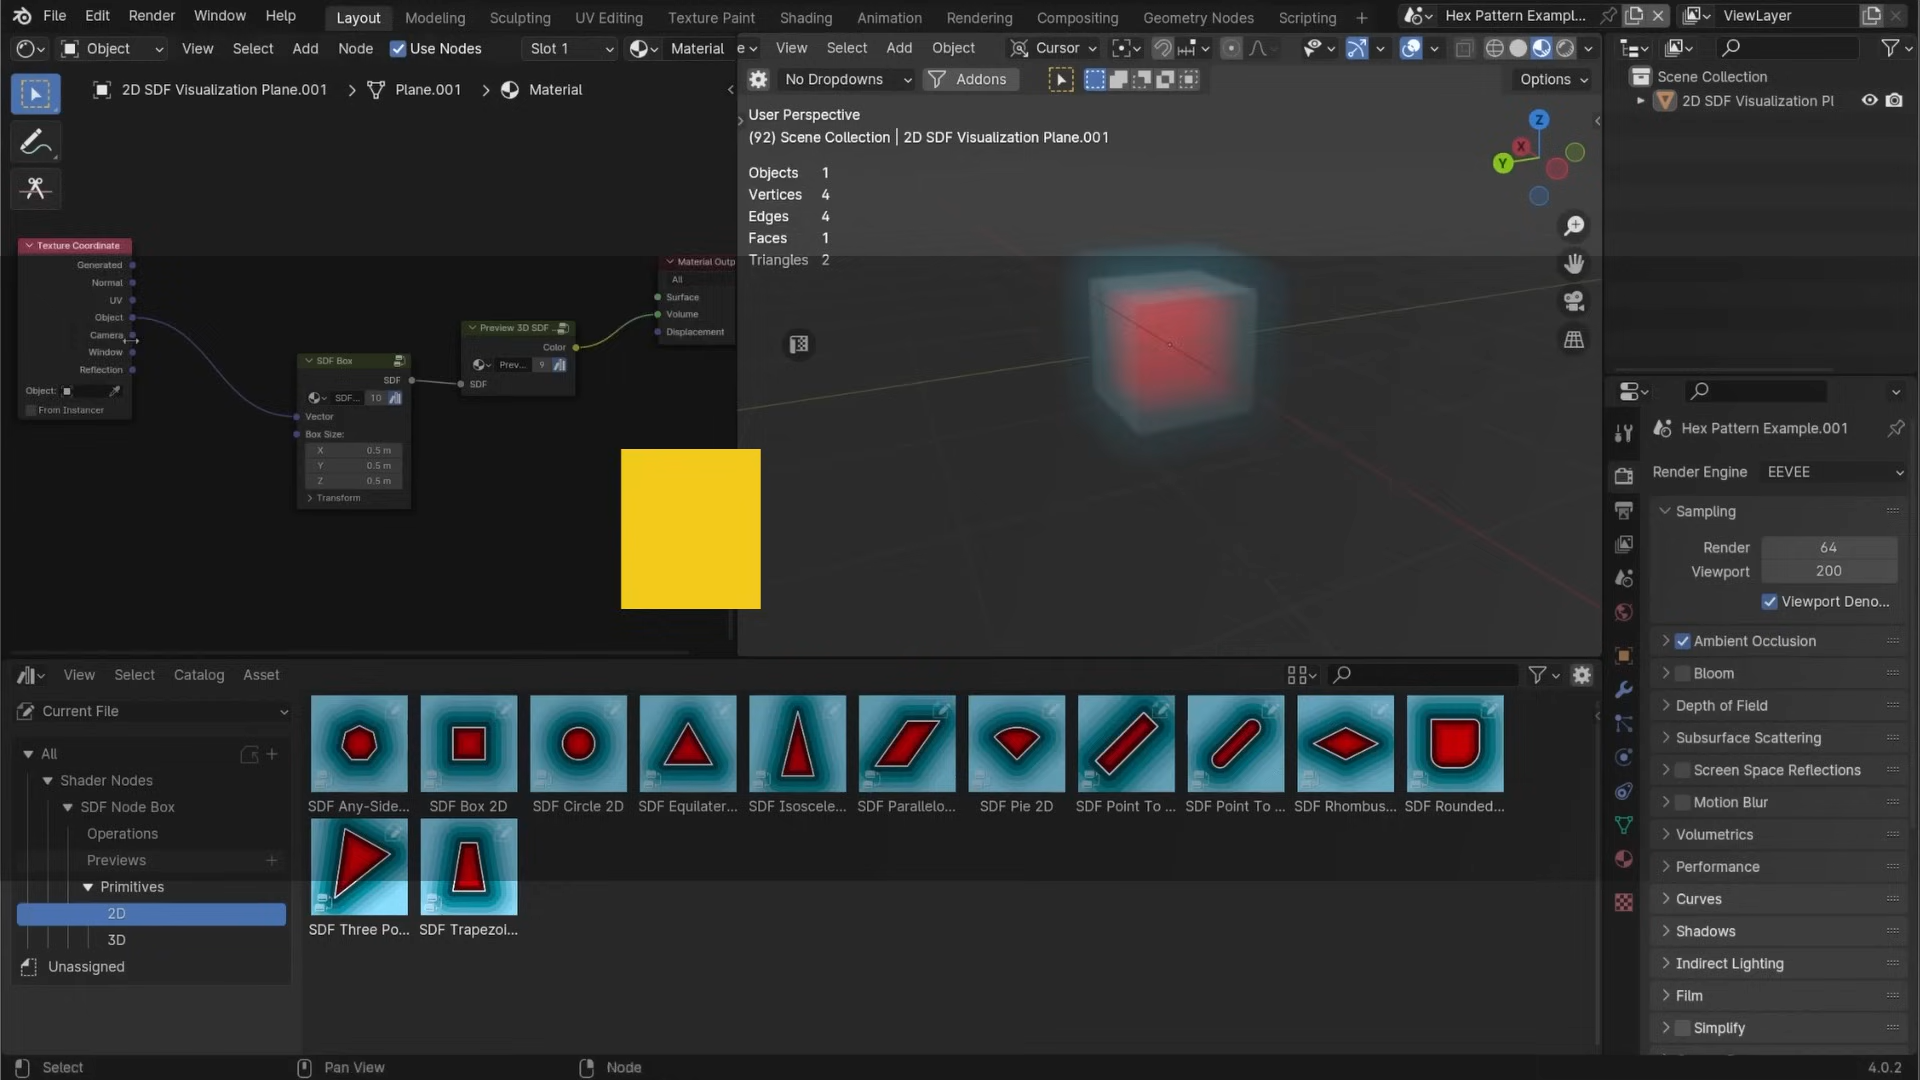 File Edit Render Window Help Layout Modeling Sculpting UV Editing Texture Paint Shading Animation Rendering Compositing Geometry Nodes Scripting + Hex Pattern Exampl... ViewLayer
Object View Select Add Node Use Nodes Slot 1 Material
View Select Add Object Cursor
No Dropdowns Addons Options
2D SDF Visualization Plane.001 > Plane.001 > Material
User Perspective
(92) Scene Collection | 2D SDF Visualization Plane.001
Objects 1
Vertices 4
Edges 4
Faces 1
Triangles 2
Z
X
Y
Texture Coordinate
Generated
Normal
UV
Object
Camera
Window
Reflection
Object:
From Instancer
SDF Box
SDF
SDF... 10
Vector
Box Size:
X 0.5 m
Y 0.5 m
Z 0.5 m
Transform
Preview 3D SDF
Color
Prev... 9
SDF
Material Outp
All
Surface
Volume
Displacement
Scene Collection
2D SDF Visualization Pl
Hex Pattern Example.001
Render Engine EEVEE
Sampling
Render 64
Viewport 200
Viewport Deno...
Ambient Occlusion
Bloom
Depth of Field
Subsurface Scattering
Screen Space Reflections
Motion Blur
Volumetrics
Performance
Curves
Shadows
Indirect Lighting
Film
Simplify
View Select Catalog Asset
Current File
All
Shader Nodes
SDF Node Box
Operations
Previews
Primitives
2D
3D
Unassigned
SDF Any-Side... SDF Box 2D SDF Circle 2D SDF Equilater... SDF Isoscele... SDF Parallelo... SDF Pie 2D SDF Point To ... SDF Point To ... SDF Rhombus... SDF Rounded...
SDF Three Po... SDF Trapezoi...
Select Pan View Node 4.0.2